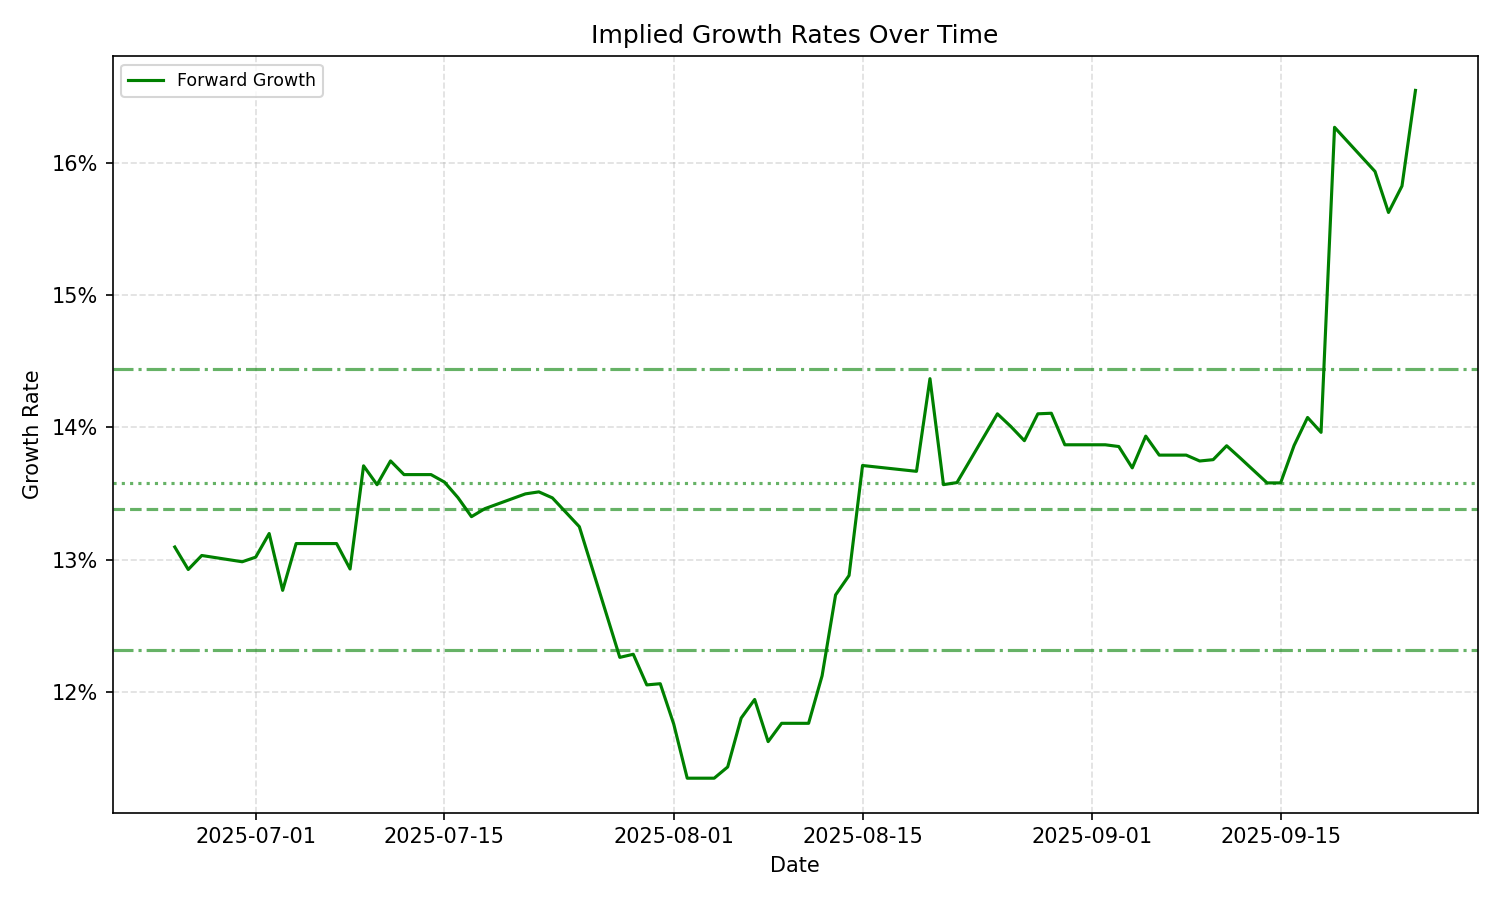 Implied Growth Rates Over Time
Forward Growth
Growth Rate
16%
15%
14%
13%
12%
2025-07-01
2025-07-15
2025-08-01
2025-08-15
2025-09-01
2025-09-15
Date